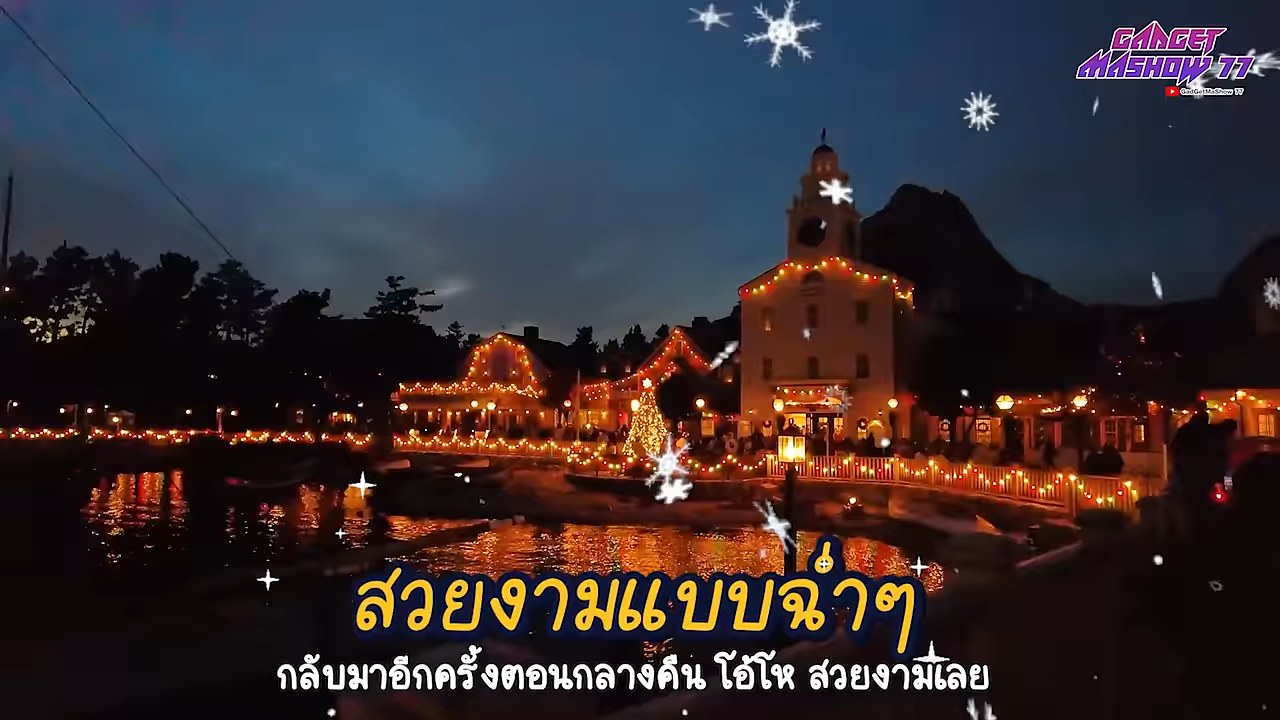 GADGET
MASHOW 77
GadGetMaShow 77
สวยงามแบบฉ่ำๆ
กลับมาอีกครั้งตอนกลางคืน โอ้โห สวยงามเลย